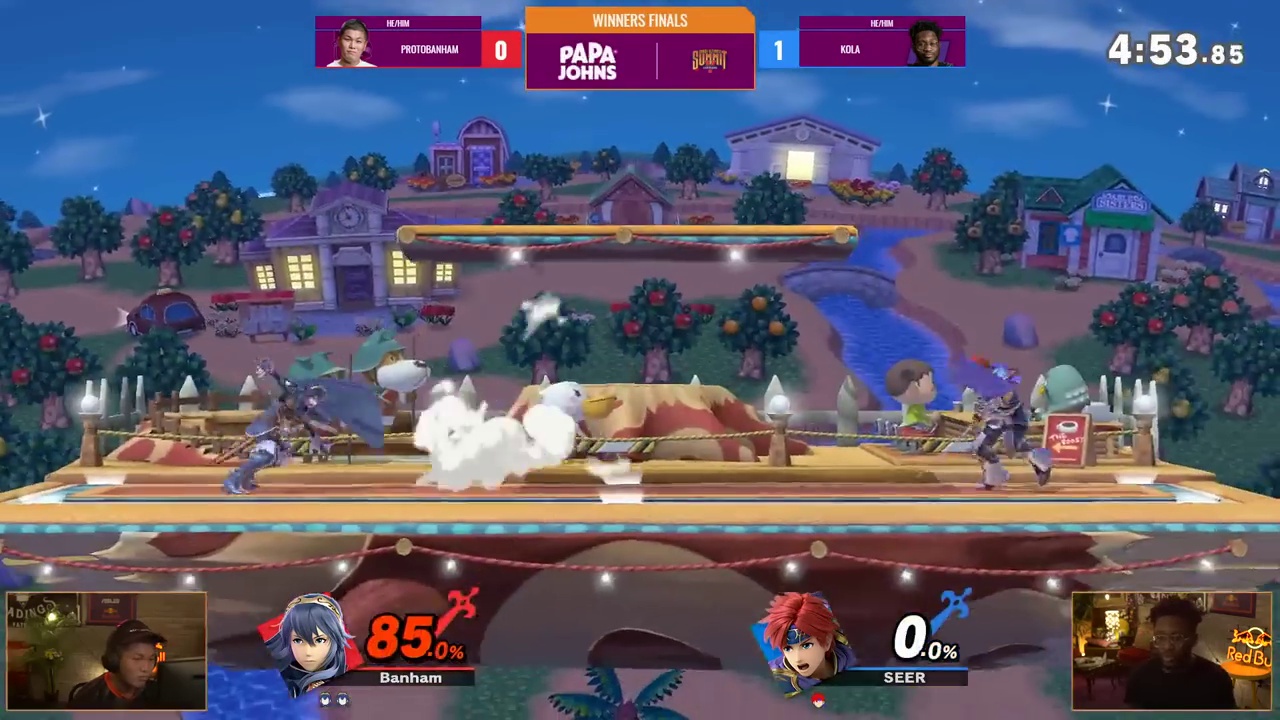 HE/HIM
PROTOBANHAM
0
WINNERS FINALS
PAPA JOHNS
SUMMIT
1
HE/HIM
KOLA
4:53.85
85.0%
Banham
0.0%
SEER
Red Bu